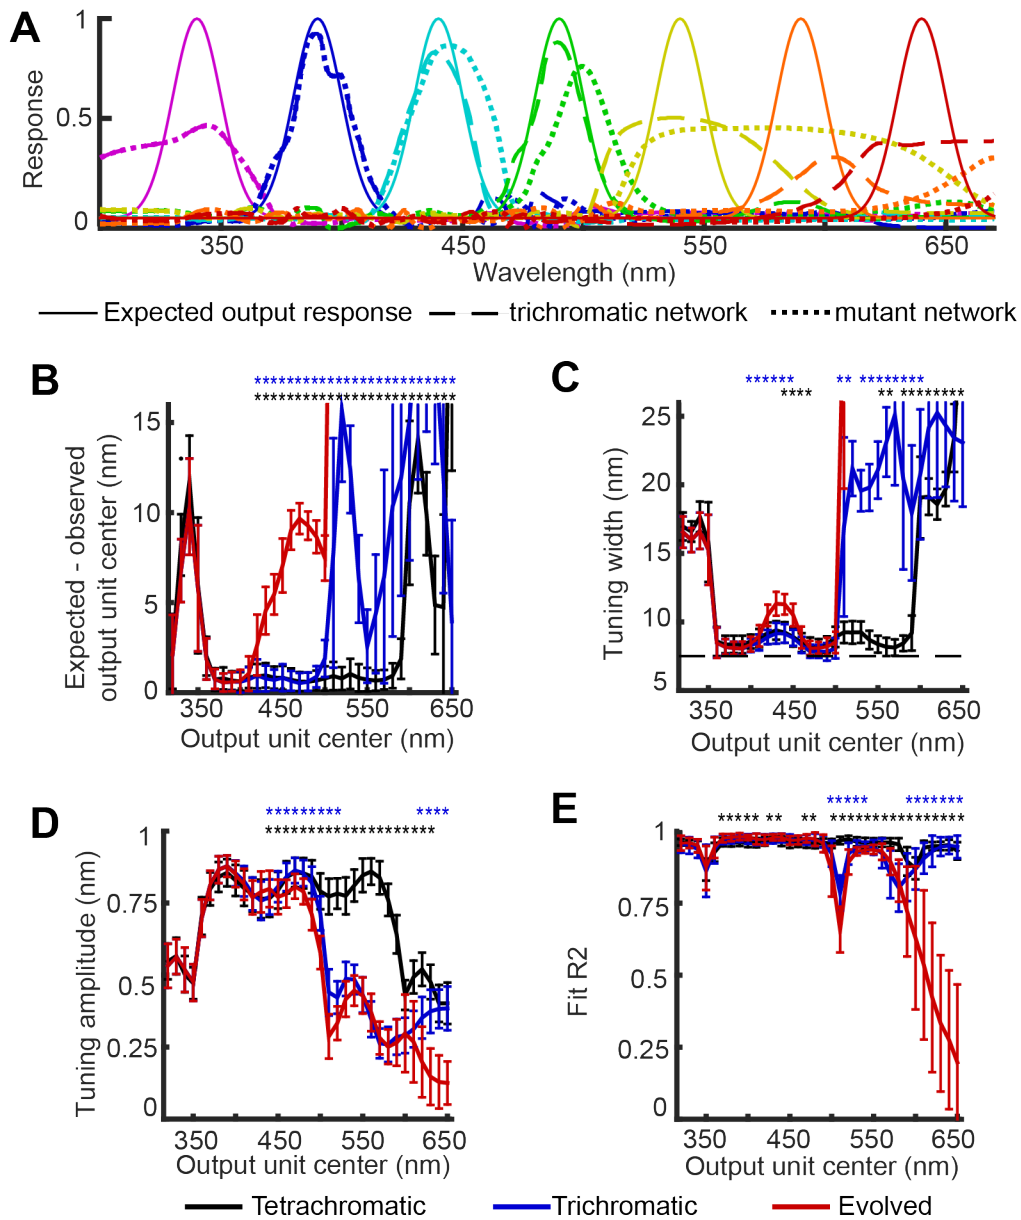 A
1
0.5
0
Response
350 450 550 650
Wavelength (nm)
Expected output response trichromatic network mutant network
B
*************************
*************************
15
10
5
0
Expected - observed
output unit center (nm)
350 450 550 650
Output unit center (nm)
C
****** ** ********
**** ** ********
25
20
15
10
5
Tuning width (nm)
350 450 550 650
Output unit center (nm)
D
********* ****
*********************
1
0.75
0.5
0.25
0
Tuning amplitude (nm)
350 450 550 650
Output unit center (nm)
E
***** *******
***** ** ** *****************
1
0.75
0.5
0.25
0
Fit R2
350 450 550 650
Output unit center (nm)
Tetrachromatic Trichromatic Evolved